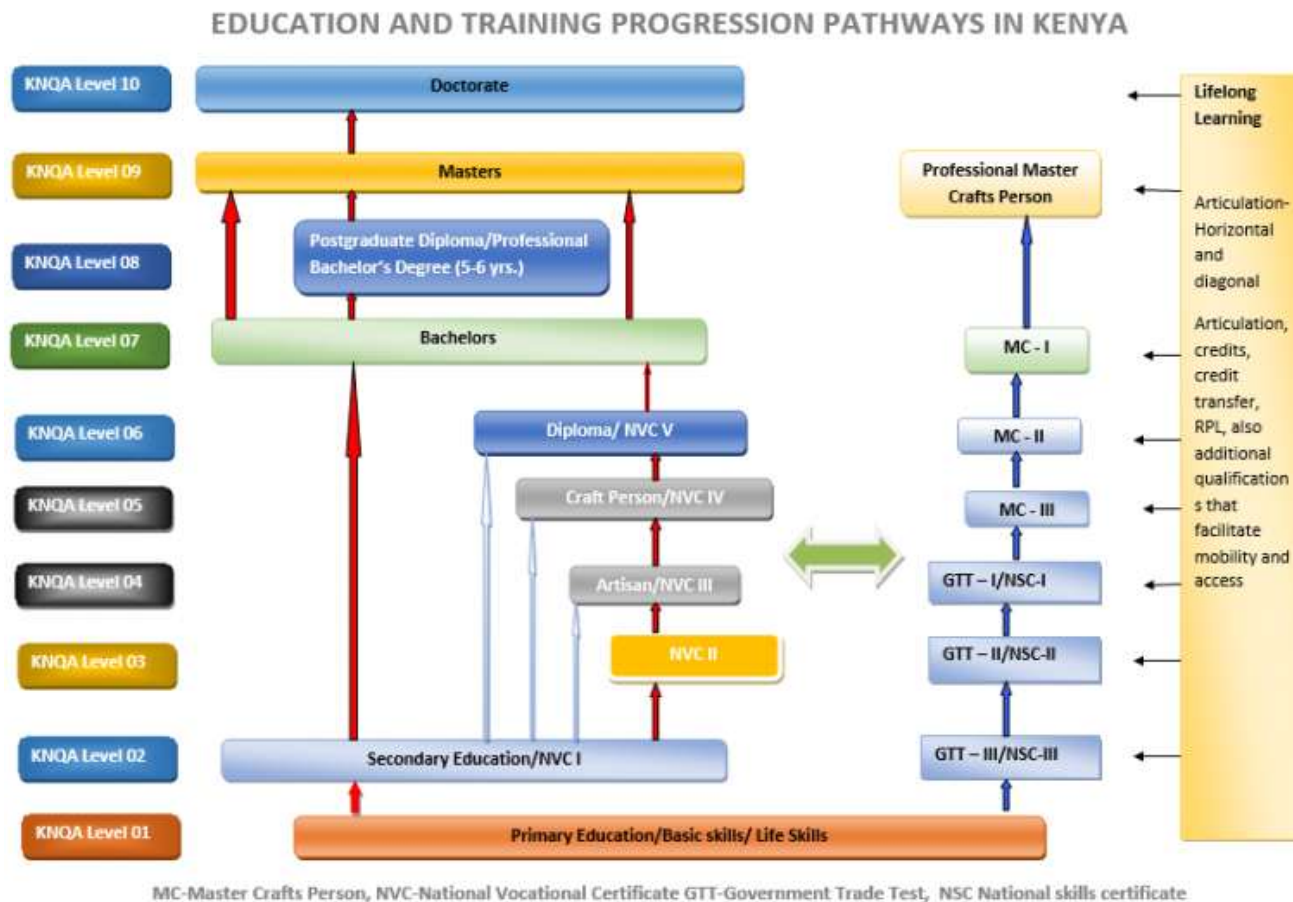 EDUCATION AND TRAINING PROGRESSION PATHWAYS IN KENYA
KNQA Level 10
Doctorate
KNQA Level 09
Masters
Professional Master
Crafts Person
KNQA Level 08
Postgraduate Diploma/Professional
Bachelor's Degree (5-6 yrs.)
KNQA Level 07
Bachelors
MC - I
KNQA Level 06
Diploma/ NVC V
MC - II
KNQA Level 05
Craft Person/NVC IV
MC - III
KNQA Level 04
Artisan/NVC III
GTT – I/NSC-I
KNQA Level 03
NVC II
GTT – II/NSC-II
KNQA Level 02
Secondary Education/NVC I
GTT – III/NSC-III
KNQA Level 01
Primary Education/Basic skills/ Life Skills
Lifelong
Learning
Articulation-
Horizontal
and
diagonal
Articulation,
credits,
credit
transfer,
RPL, also
additional
qualification
s that
facilitate
mobility and
access
MC-Master Crafts Person, NVC-National Vocational Certificate GTT-Government Trade Test, NSC National skills certificate